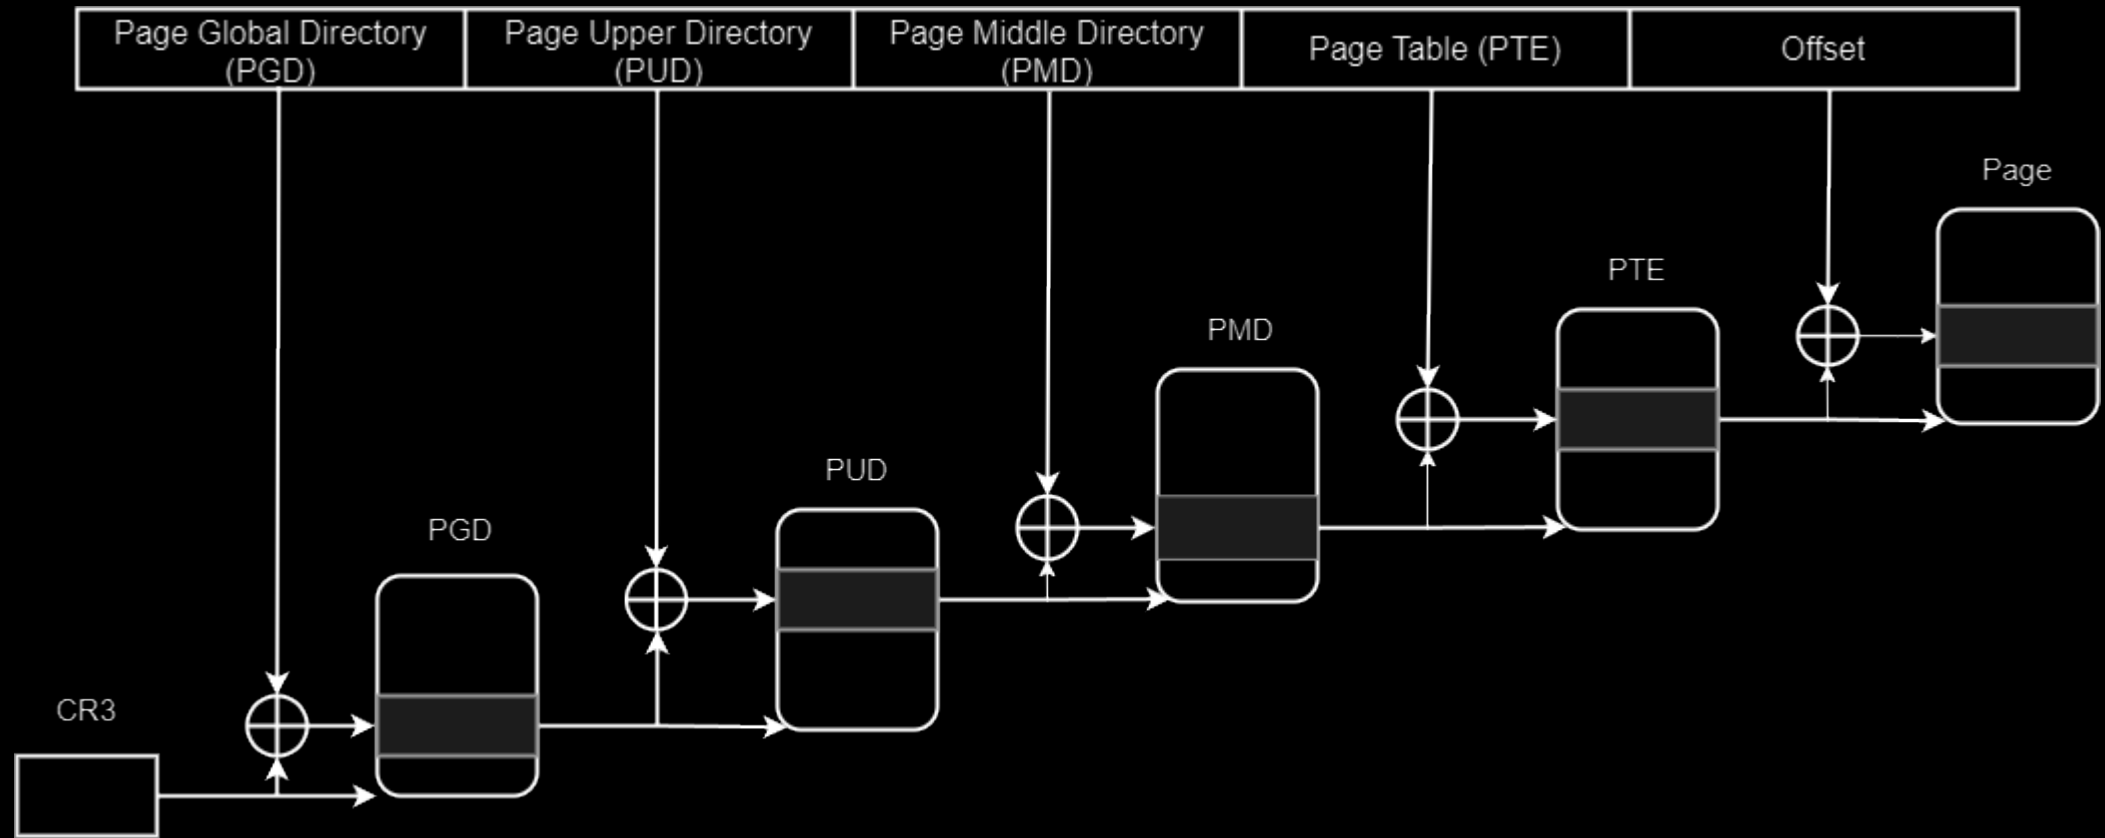 Page Global Directory
(PGD)
Page Upper Directory
(PUD)
Page Middle Directory
(PMD)
Page Table (PTE)
Offset
Page
PTE
PMD
PUD
PGD
CR3